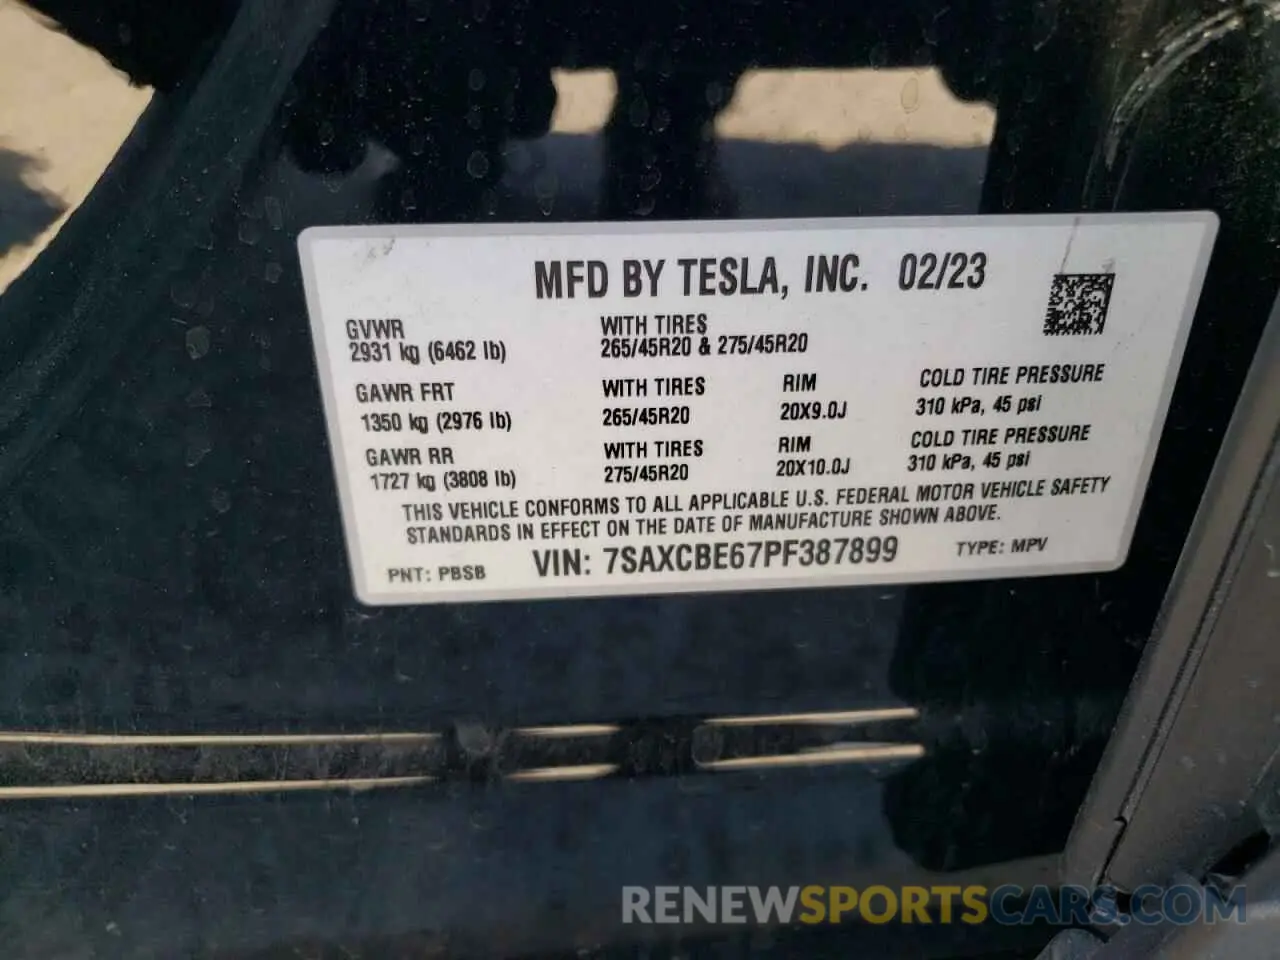 MFD BY TESLA, INC. 02/23
GVWR WITH TIRES
2931 kg (6462 lb) 265/45R20 & 275/45R20
GAWR FRT WITH TIRES RIM COLD TIRE PRESSURE
1350 kg (2976 lb) 265/45R20 20X9.0J 310 kPa, 45 psi
GAWR RR WITH TIRES RIM COLD TIRE PRESSURE
1727 kg (3808 lb) 275/45R20 20X10.0J 310 kPa, 45 psi
THIS VEHICLE CONFORMS TO ALL APPLICABLE U.S. FEDERAL MOTOR VEHICLE SAFETY
STANDARDS IN EFFECT ON THE DATE OF MANUFACTURE SHOWN ABOVE.
PNT: PBSB VIN: 7SAXCBE67PF387899 TYPE: MPV
RENEWSPORTSCARS.COM